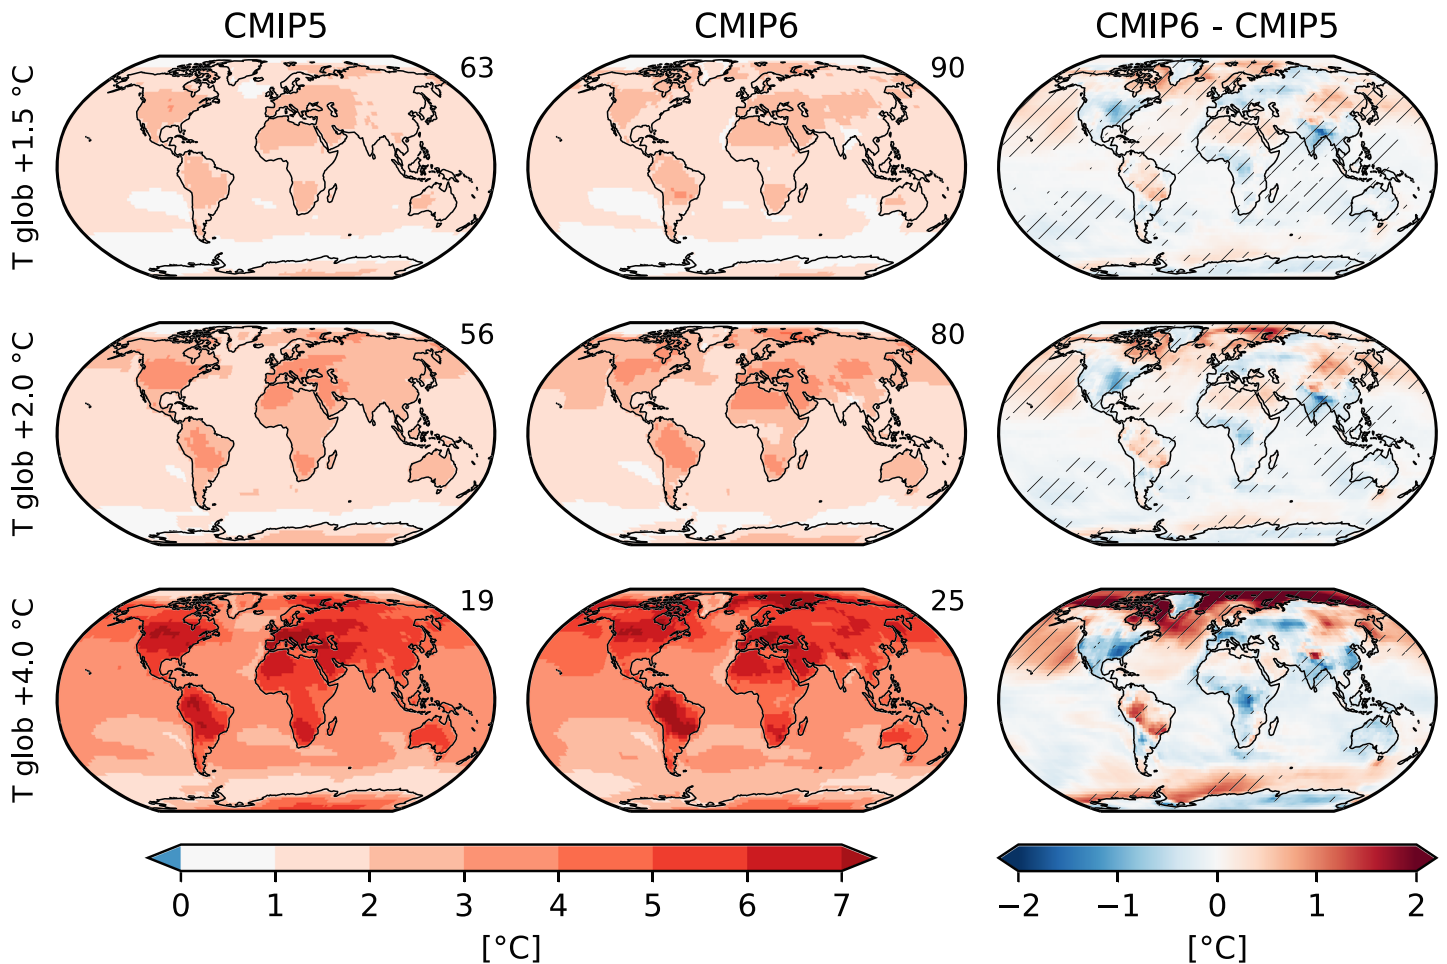 CMIP5 CMIP6 CMIP6 - CMIP5
T glob +1.5 °C 63 90
T glob +2.0 °C 56 80
T glob +4.0 °C 19 25
0 1 2 3 4 5 6 7 −2 −1 0 1 2
[°C] [°C]